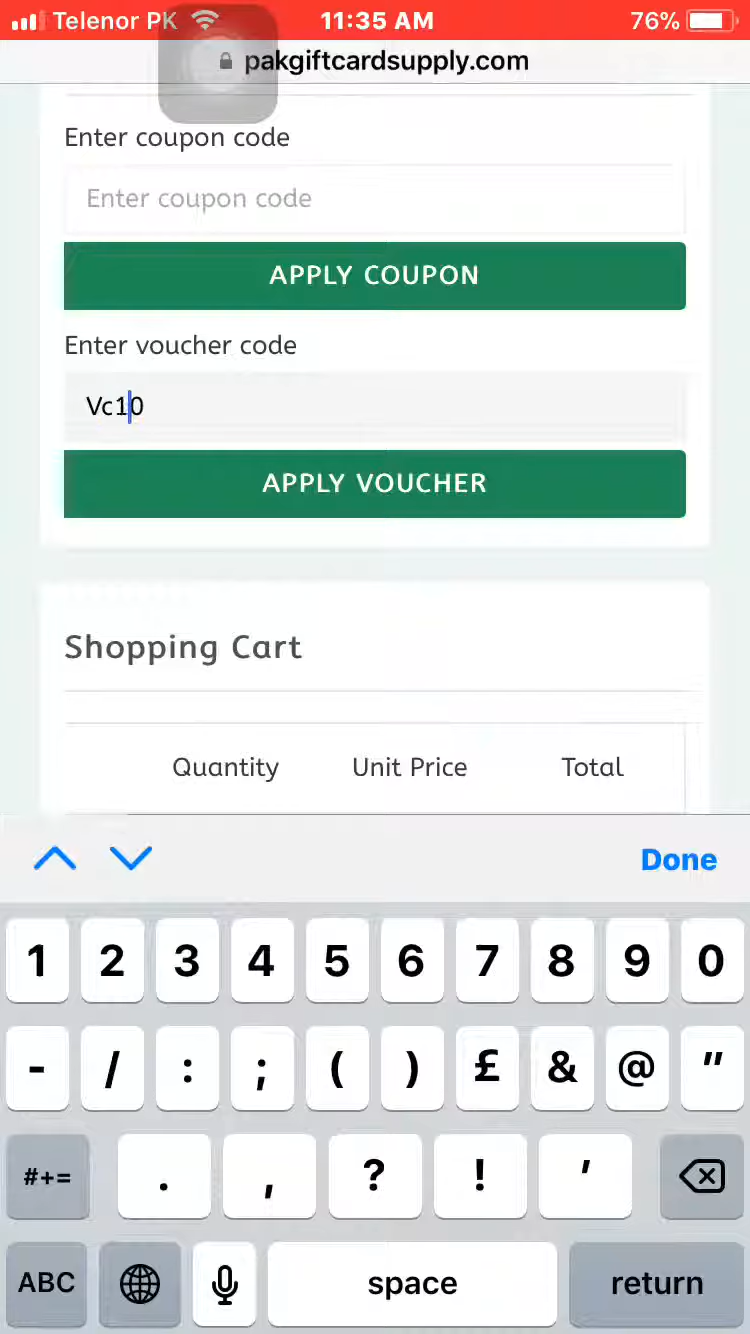 Telenor PK 11:35 AM 76%
pakgiftcardsupply.com
Enter coupon code
Enter coupon code
APPLY COUPON
Enter voucher code
Vc10
APPLY VOUCHER
Shopping Cart
Quantity Unit Price Total
Done
1 2 3 4 5 6 7 8 9 0
- / : ; ( ) £ & @ "
#+= . , ? ! '
ABC space return